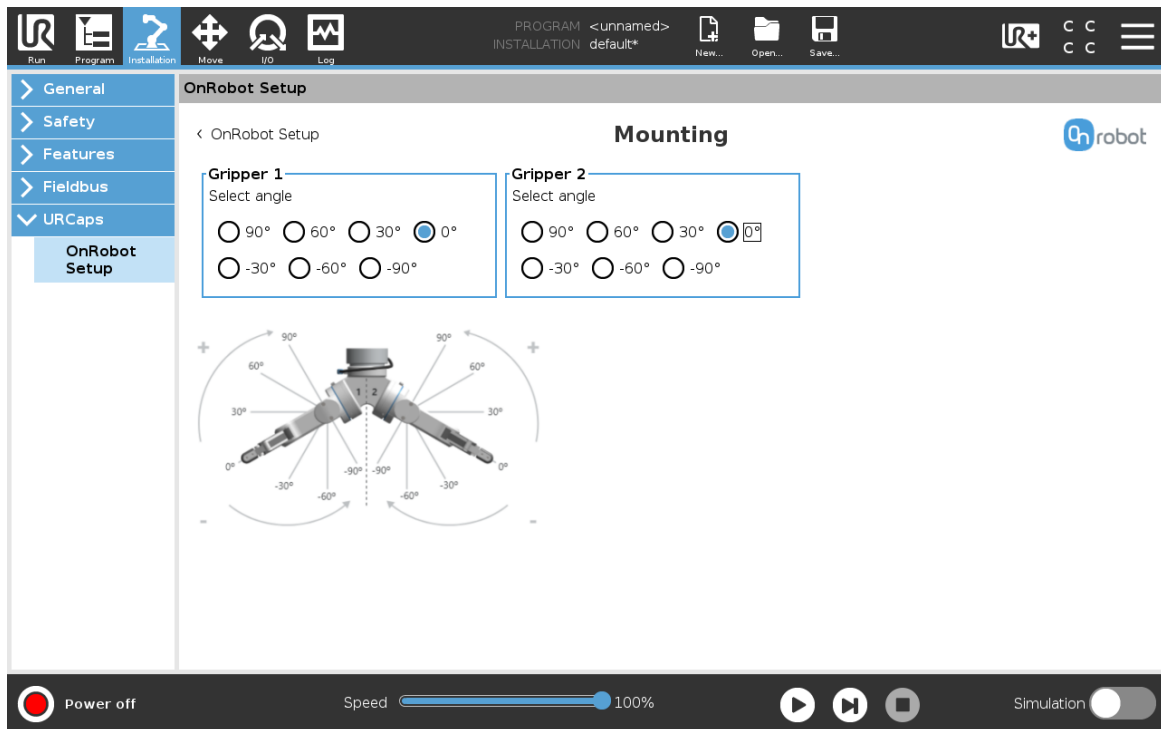 PROGRAM <unnamed>
INSTALLATION default*
Run Program Installation Move I/O Log New... Open... Save...
UR+
C C
C C
General
Safety
Features
Fieldbus
URCaps
OnRobot
Setup
OnRobot Setup
‹ OnRobot Setup
Mounting
On robot
Gripper 1
Select angle
90° 60° 30° 0°
-30° -60° -90°
Gripper 2
Select angle
90° 60° 30° 0°
-30° -60° -90°
90° 90°
+ +
60° 60°
1 2
30° 30°
0° -90° -90° 0°
-30° -60° -60° -30°
- -
Power off
Speed 100%
Simulation